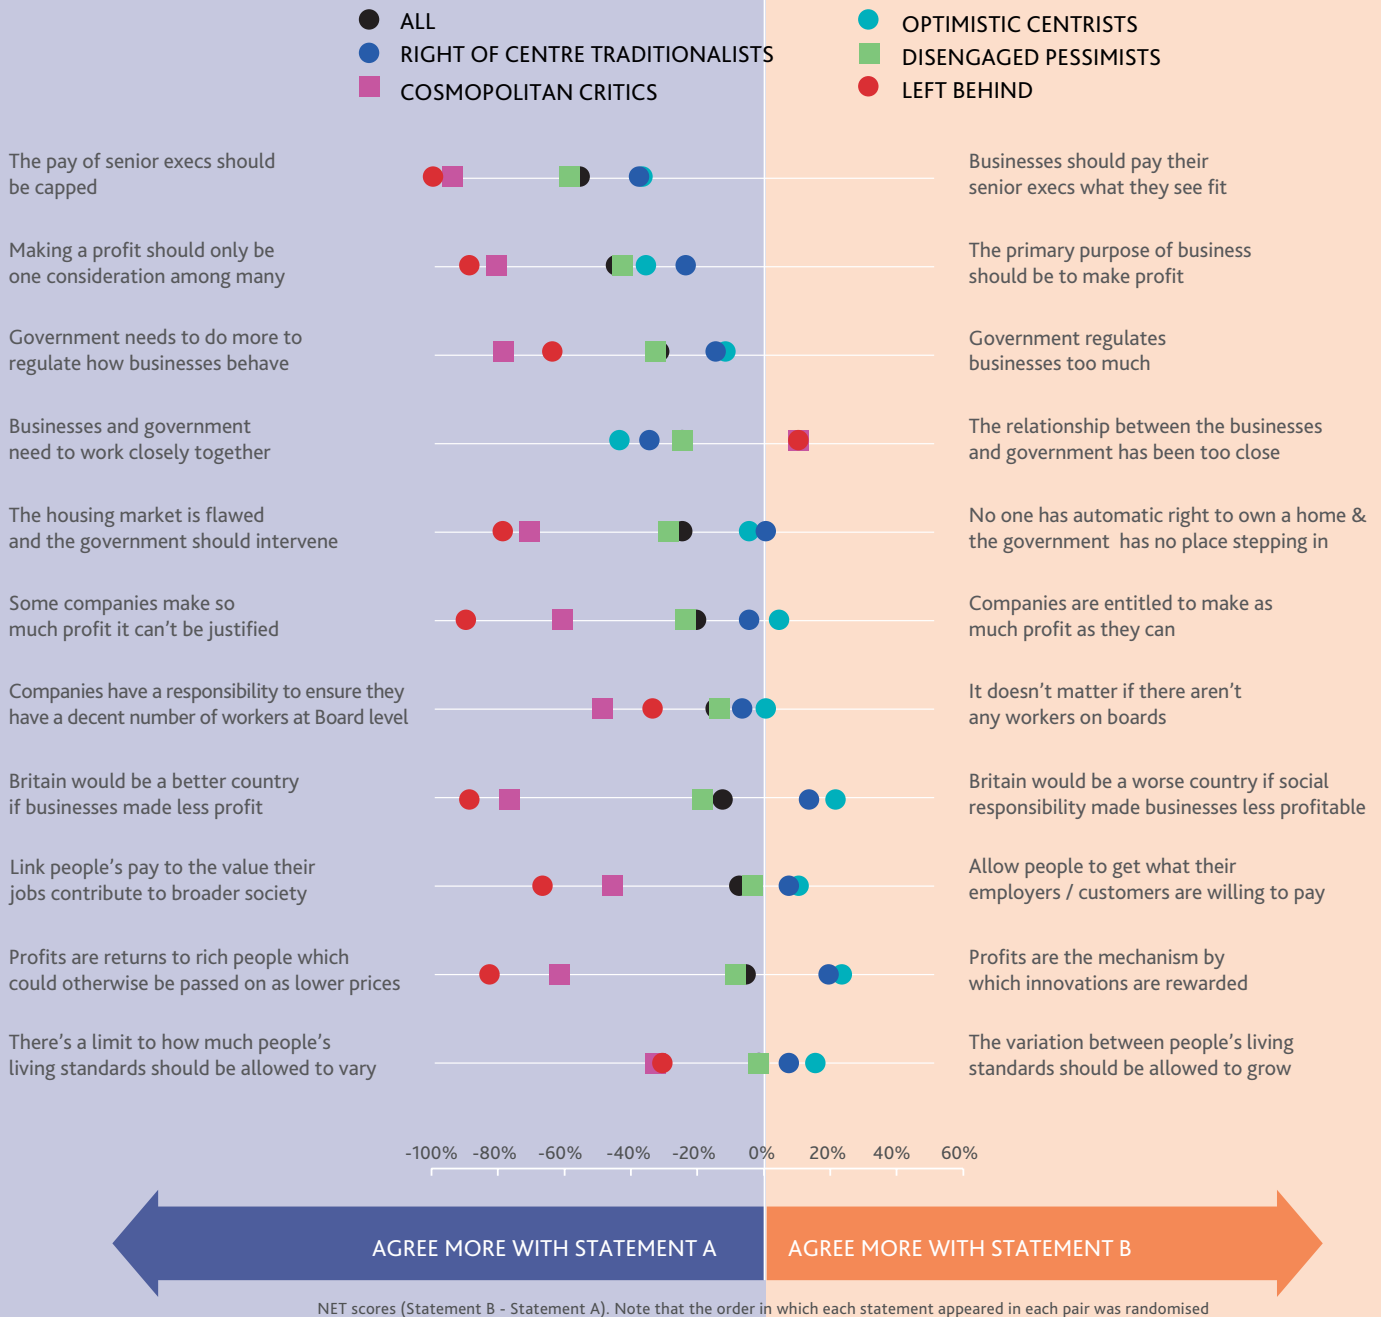 ALL
RIGHT OF CENTRE TRADITIONALISTS
COSMOPOLITAN CRITICS
OPTIMISTIC CENTRISTS
DISENGAGED PESSIMISTS
LEFT BEHIND
The pay of senior execs should
be capped
Businesses should pay their
senior execs what they see fit
Making a profit should only be
one consideration among many
The primary purpose of business
should be to make profit
Government needs to do more to
regulate how businesses behave
Government regulates
businesses too much
Businesses and government
need to work closely together
The relationship between the businesses
and government has been too close
The housing market is flawed
and the government should intervene
No one has automatic right to own a home &
the government has no place stepping in
Some companies make so
much profit it can't be justified
Companies are entitled to make as
much profit as they can
Companies have a responsibility to ensure they
have a decent number of workers at Board level
It doesn't matter if there aren't
any workers on boards
Britain would be a better country
if businesses made less profit
Britain would be a worse country if social
responsibility made businesses less profitable
Link people's pay to the value their
jobs contribute to broader society
Allow people to get what their
employers / customers are willing to pay
Profits are returns to rich people which
could otherwise be passed on as lower prices
Profits are the mechanism by
which innovations are rewarded
There's a limit to how much people's
living standards should be allowed to vary
The variation between people's living
standards should be allowed to grow
-100% -80% -60% -40% -20% 0% 20% 40% 60%
AGREE MORE WITH STATEMENT A
AGREE MORE WITH STATEMENT B
NET scores (Statement B - Statement A). Note that the order in which each statement appeared in each pair was randomised